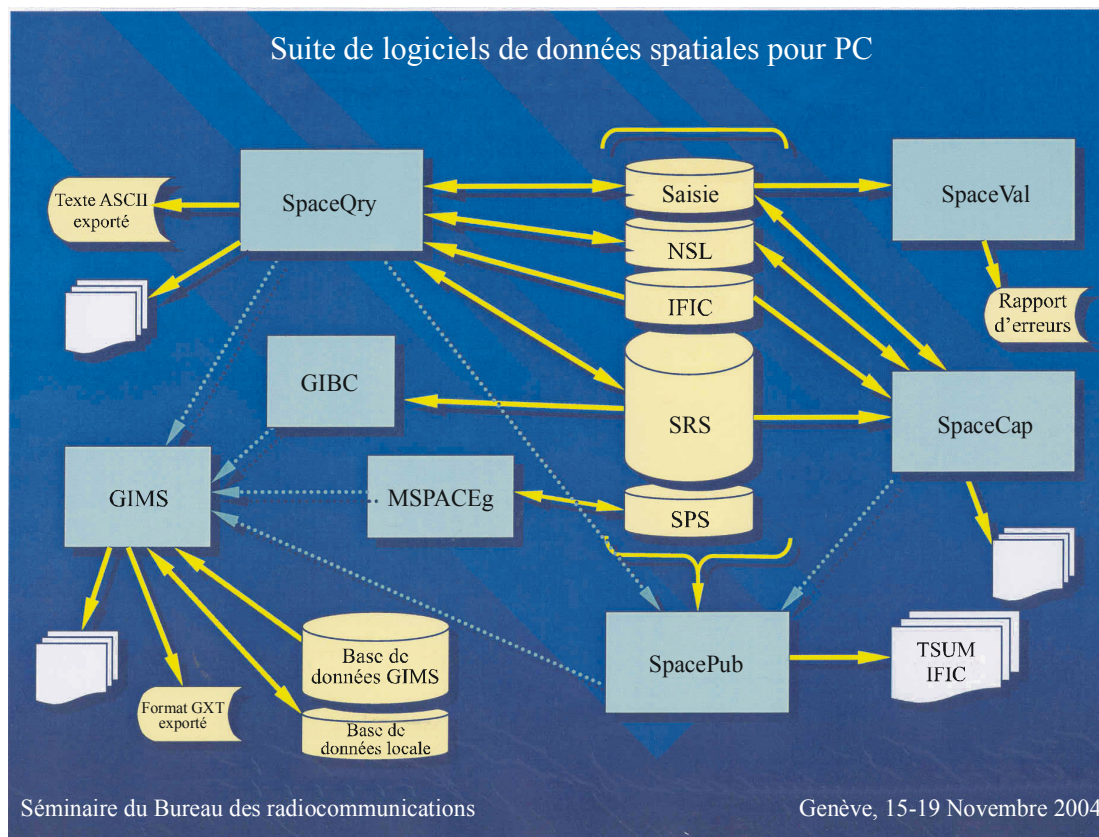 Suite de logiciels de données spatiales pour PC
Texte ASCII
exporté
SpaceQry
Saisie
SpaceVal
NSL
IFIC
Rapport
d'erreurs
GIBC
SRS
SpaceCap
GIMS
MSPACEg
SPS
Base de
données GIMS
SpacePub
TSUM
IFIC
Format GXT
exporté
Base de
données locale
Séminaire du Bureau des radiocommunications
Genève, 15-19 Novembre 2004